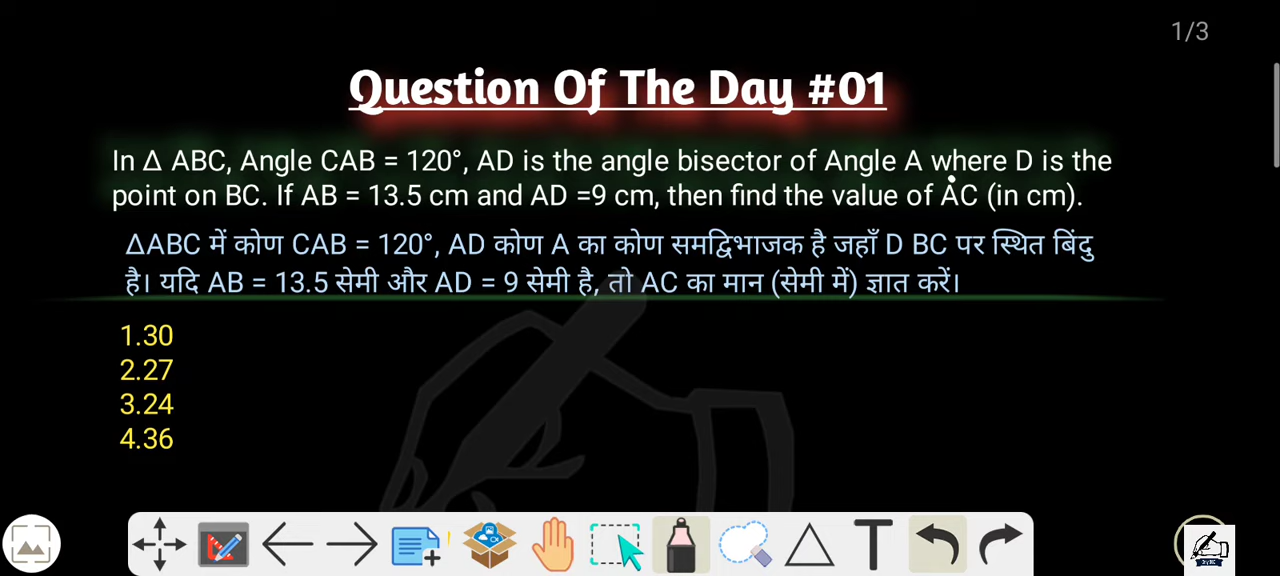 1/3
Question Of The Day #01
In Δ ABC, Angle CAB = 120°, AD is the angle bisector of Angle A where D is the
point on BC. If AB = 13.5 cm and AD =9 cm, then find the value of AC (in cm).
ΔABC में कोण CAB = 120°, AD कोण A का कोण समद्विभाजक है जहाँ D BC पर स्थित बिंदु
है। यदि AB = 13.5 सेमी और AD = 9 सेमी है, तो AC का मान (सेमी में) ज्ञात करें।
1.30
2.27
3.24
4.36
T